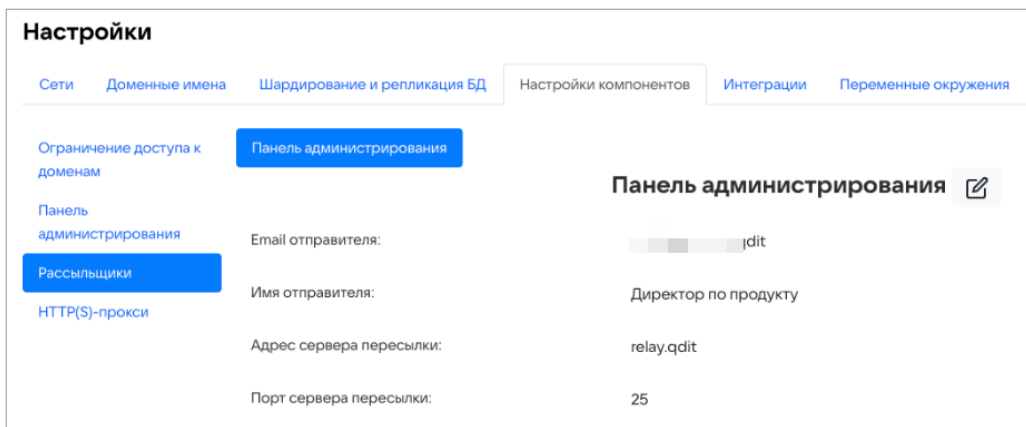 Настройки
Сети Доменные имена Шардирование и репликация БД Настройки компонентов Интеграции Переменные окружения
Ограничение доступа к
доменам
Панель
администрирования
Рассыльщики
HTTP(S)-прокси
Панель администрирования
Панель администрирования
Email отправителя:
Имя отправителя: Директор по продукту
Адрес сервера пересылки: relay.qdit
Порт сервера пересылки: 25